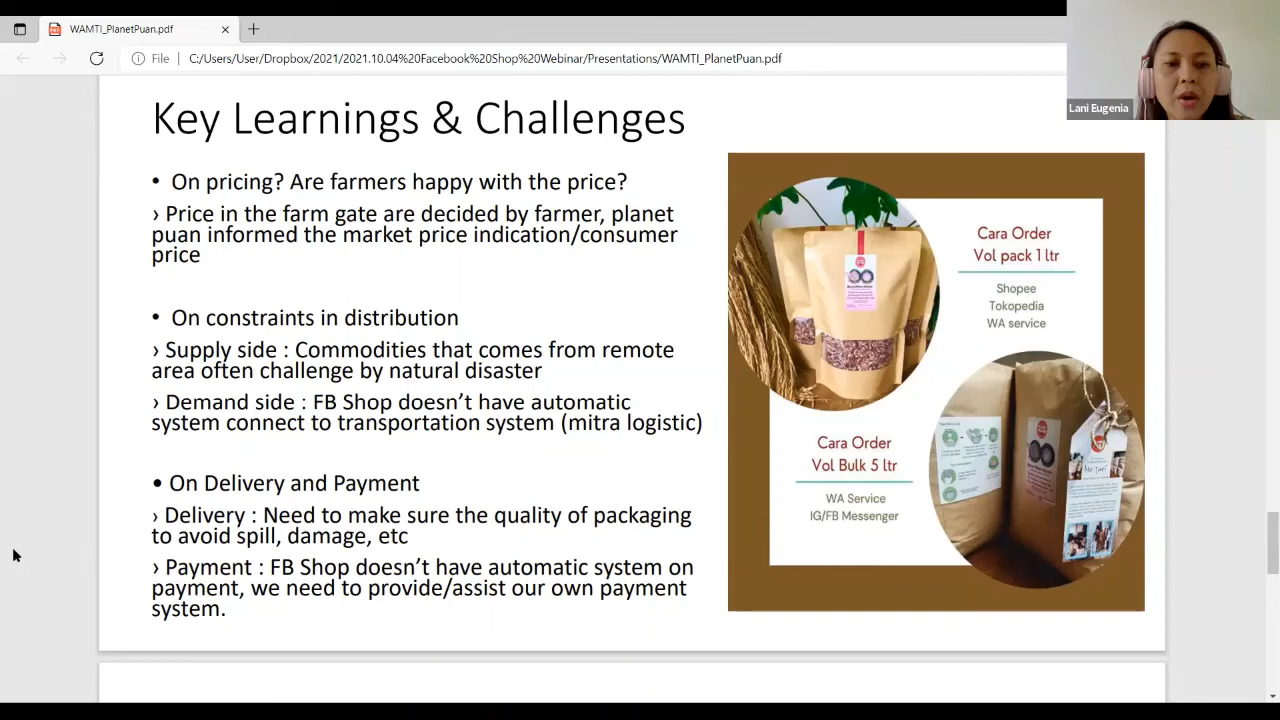 WAMTI_PlanetPuan.pdf
File
C:/Users/User/Dropbox/2021/2021.10.04%20Facebook%20Shop%20Webinar/Presentations/WAMTI_PlanetPuan.pdf
Lani Eugenia
Key Learnings & Challenges
• On pricing? Are farmers happy with the price?
› Price in the farm gate are decided by farmer, planet
puan informed the market price indication/consumer
price
• On constraints in distribution
› Supply side : Commodities that comes from remote
area often challenge by natural disaster
› Demand side : FB Shop doesn’t have automatic
system connect to transportation system (mitra logistic)
• On Delivery and Payment
› Delivery : Need to make sure the quality of packaging
to avoid spill, damage, etc
› Payment : FB Shop doesn’t have automatic system on
payment, we need to provide/assist our own payment
system.
Cara Order
Vol pack 1 ltr
Shopee
Tokopedia
WA service
Cara Order
Vol Bulk 5 ltr
WA Service
IG/FB Messenger